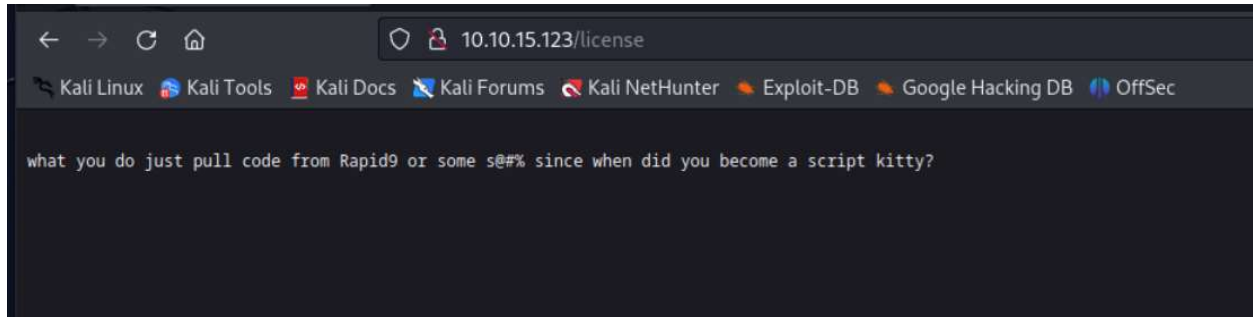 10.10.15.123/license
Kali Linux Kali Tools Kali Docs Kali Forums Kali NetHunter Exploit-DB Google Hacking DB OffSec
what you do just pull code from Rapid9 or some s@#% since when did you become a script kitty?